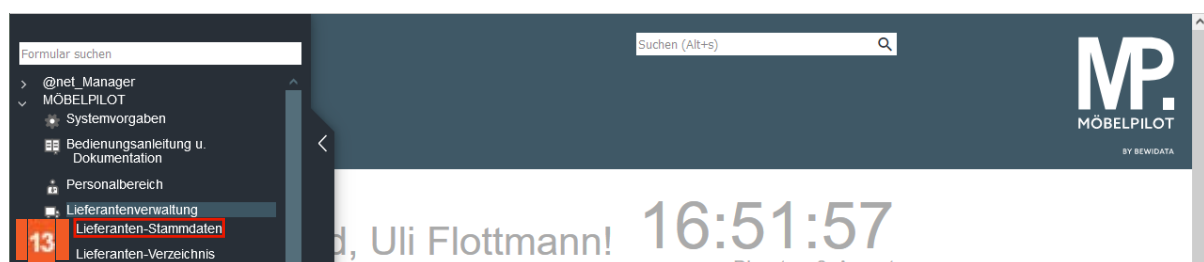 Formular suchen
Suchen (Alt+s)
@net_Manager
MÖBELPILOT
Systemvorgaben
Bedienungsanleitung u.
Dokumentation
Personalbereich
Lieferantenverwaltung
Lieferanten-Stammdaten
13
Lieferanten-Verzeichnis
d, Uli Flottmann!
16:51:57
MP.
MÖBELPILOT
BY BEWIDATA